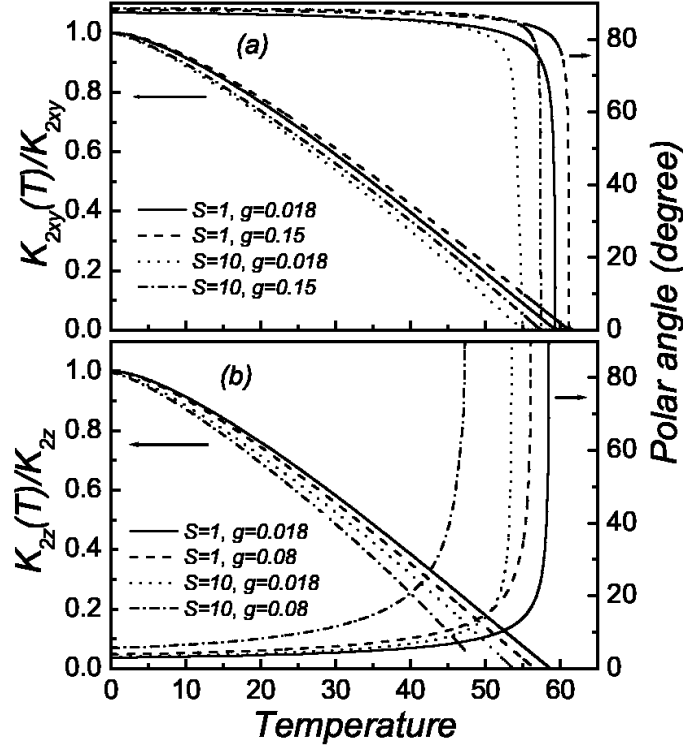 (a)
K2xy(T)/K2xy
1.0
0.8
0.6
0.4
0.2
0.0
S=1, g=0.018
S=1, g=0.15
S=10, g=0.018
S=10, g=0.15
80
60
40
20
0
Polar angle (degree)
(b)
K2z(T)/K2z
1.0
0.8
0.6
0.4
0.2
0.0
S=1, g=0.018
S=1, g=0.08
S=10, g=0.018
S=10, g=0.08
80
60
40
20
0
0 10 20 30 40 50 60
Temperature